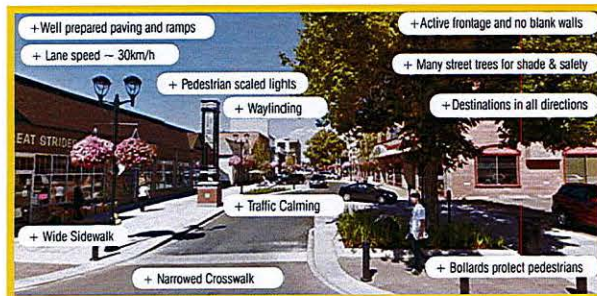 +Well prepared paving and ramps
+Active frontage and no blank walls
+ Lane speed ~ 30km/h
+ Many street trees for shade & safety
+ Pedestrian scaled lights
+ Wayfinding
+Destinations in all directions
EAT STRIDE
+ Traffic Calming
+ Wide Sidewalk
+ Narrowed Crosswalk
+ Bollards protect pedestrians